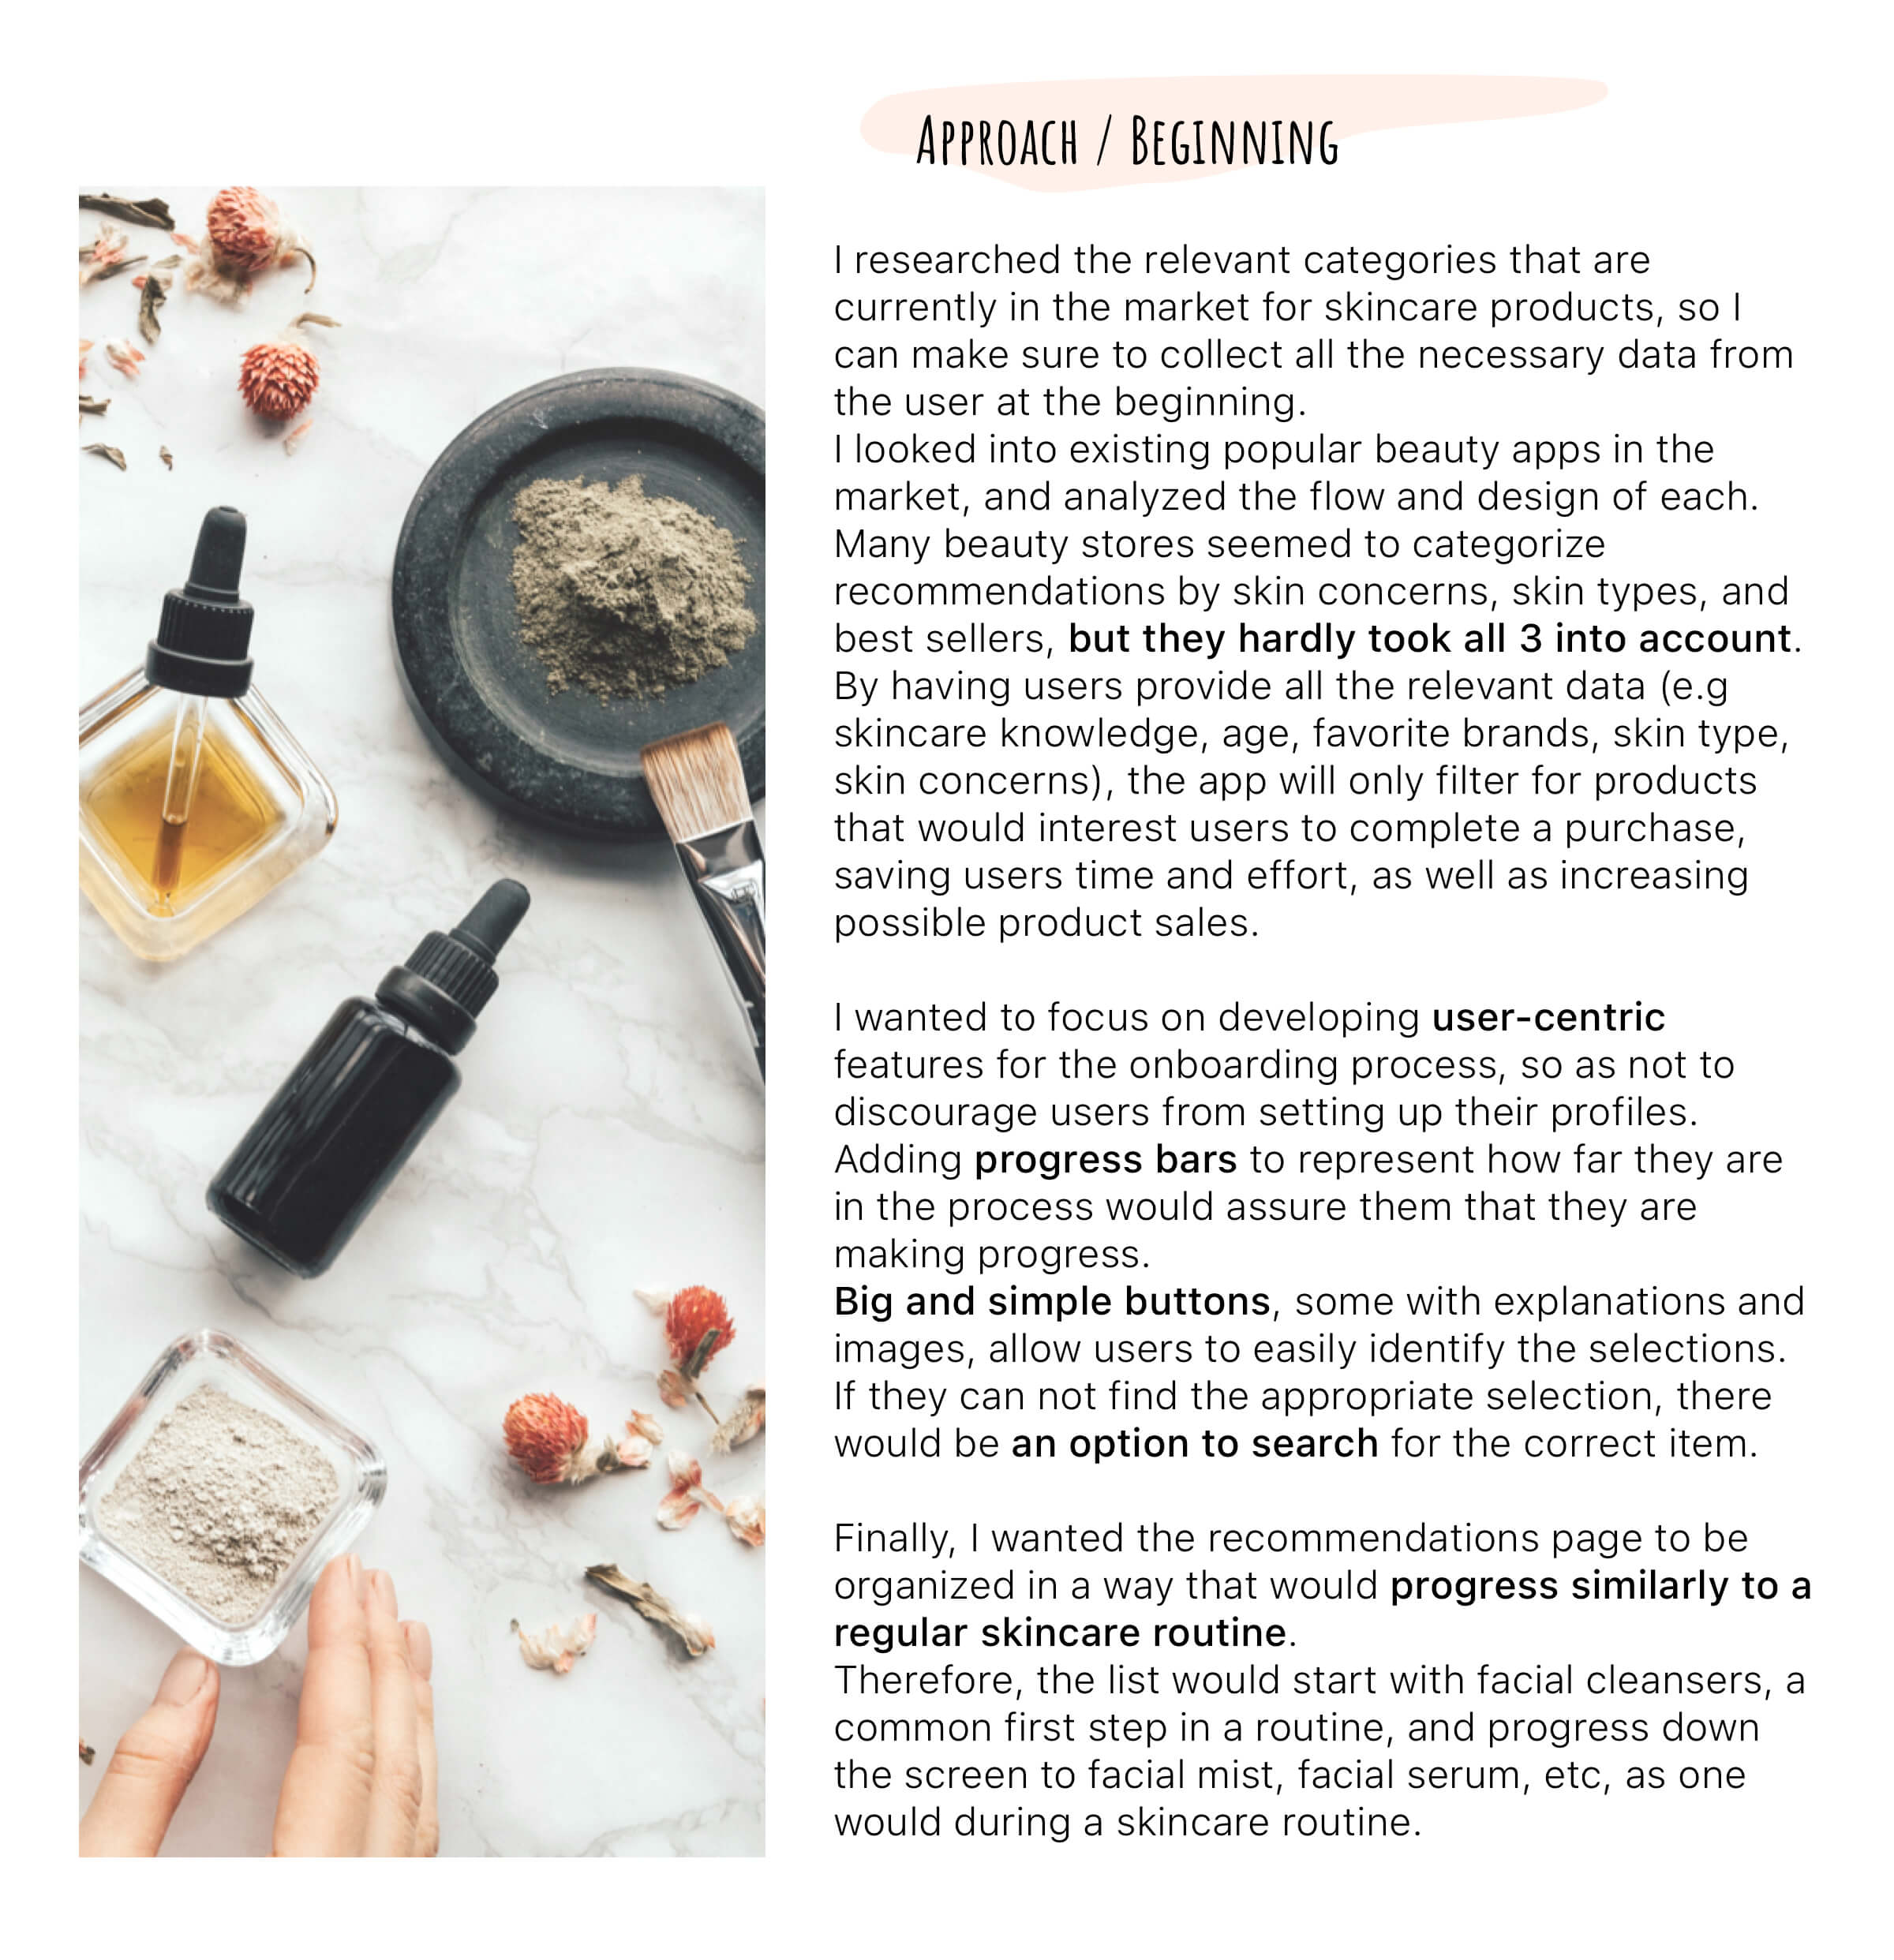 APPROACH / BEGINNING
I researched the relevant categories that are
currently in the market for skincare products, so I
can make sure to collect all the necessary data from
the user at the beginning.
I looked into existing popular beauty apps in the
market, and analyzed the flow and design of each.
Many beauty stores seemed to categorize
recommendations by skin concerns, skin types, and
best sellers, but they hardly took all 3 into account.
By having users provide all the relevant data (e.g
skincare knowledge, age, favorite brands, skin type,
skin concerns), the app will only filter for products
that would interest users to complete a purchase,
saving users time and effort, as well as increasing
possible product sales.
I wanted to focus on developing user-centric
features for the onboarding process, so as not to
discourage users from setting up their profiles.
Adding progress bars to represent how far they are
in the process would assure them that they are
making progress.
Big and simple buttons, some with explanations and
images, allow users to easily identify the selections.
If they can not find the appropriate selection, there
would be an option to search for the correct item.
Finally, I wanted the recommendations page to be
organized in a way that would progress similarly to a
regular skincare routine.
Therefore, the list would start with facial cleansers, a
common first step in a routine, and progress down
the screen to facial mist, facial serum, etc, as one
would during a skincare routine.